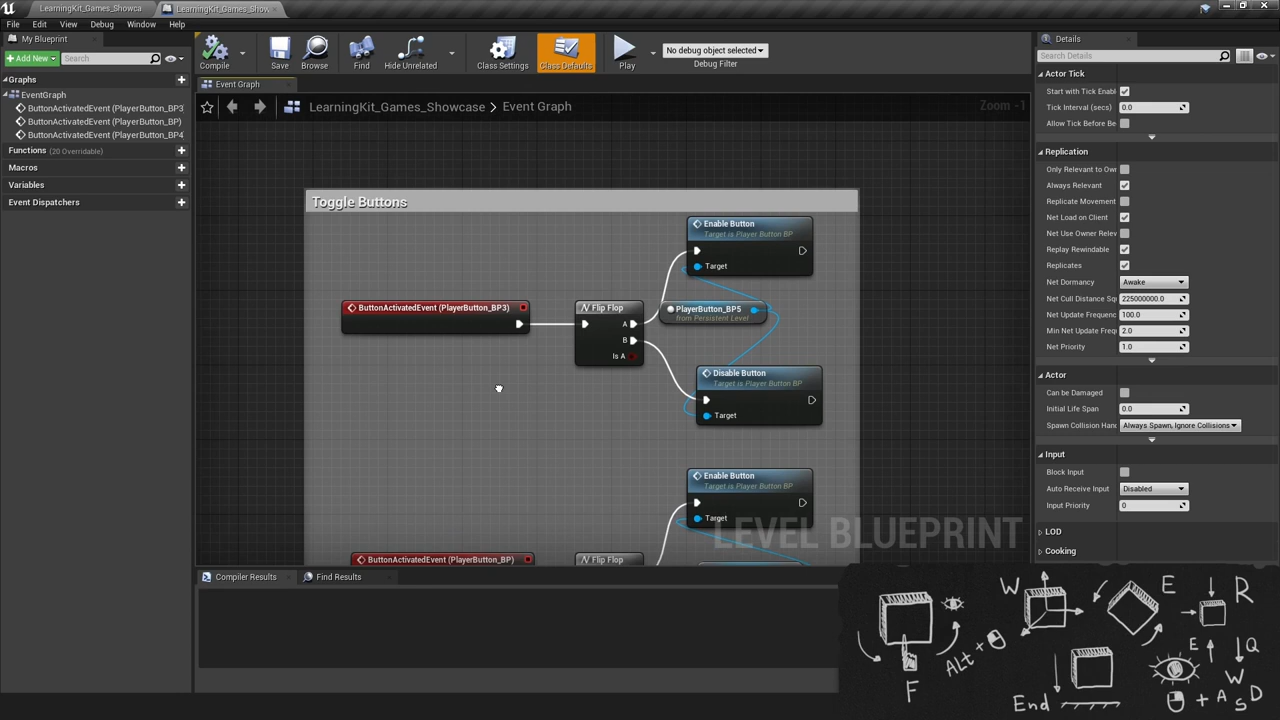 LearningKit_Games_Showca
LearningKit_Games_Show
File Edit View Debug Window Help
My Blueprint
Add New
Search
Graphs
EventGraph
ButtonActivatedEvent (PlayerButton_BP3
ButtonActivatedEvent (PlayerButton_BP)
ButtonActivatedEvent (PlayerButton_BP4
Functions (20 Overridable)
Macros
Variables
Event Dispatchers
Compile
Save
Browse
Find
Hide Unrelated
Class Settings
Class Defaults
Play
No debug object selected
Debug Filter
Event Graph
LearningKit_Games_Showcase > Event Graph
Zoom -1
Toggle Buttons
Enable Button
Target is Player Button BP
Target
ButtonActivatedEvent (PlayerButton_BP3)
Flip Flop
A
B
Is A
PlayerButton_BP5
from Persistent Level
Disable Button
Target is Player Button BP
Target
Enable Button
Target is Player Button BP
Target
ButtonActivatedEvent (PlayerButton_BP)
Flip Flop
LEVEL BLUEPRINT
Compiler Results
Find Results
Details
Search Details
Actor Tick
Start with Tick Enabl
Tick Interval (secs) 0.0
Allow Tick Before Be
Replication
Only Relevant to Owr
Always Relevant
Replicate Movement
Net Load on Client
Net Use Owner Relev
Replay Rewindable
Replicates
Net Dormancy Awake
Net Cull Distance Sq 225000000.0
Net Update Frequenc 100.0
Min Net Update Freq 2.0
Net Priority 1.0
Actor
Can be Damaged
Initial Life Span 0.0
Spawn Collision Hand Always Spawn, Ignore Collisions
Input
Block Input
Auto Receive Input Disabled
Input Priority 0
LOD
Cooking
F
Alt +
W
E
R
End
E
Q
+ A
W
S
D